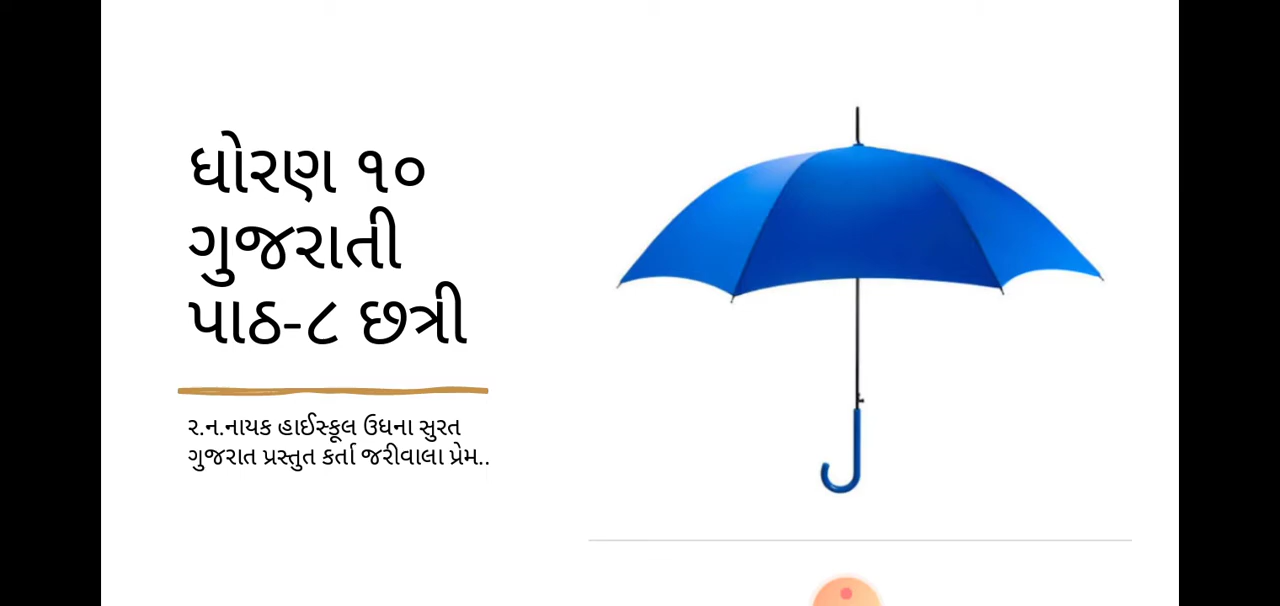 ધોરણ ૧૦
ગુજરાતી
પાઠ-૮ છત્રી
ર.ન.નાયક હાઈસ્કૂલ ઉધના સુરત
ગુજરાત પ્રસ્તુત કર્તા જરીવાલા પ્રેમ..